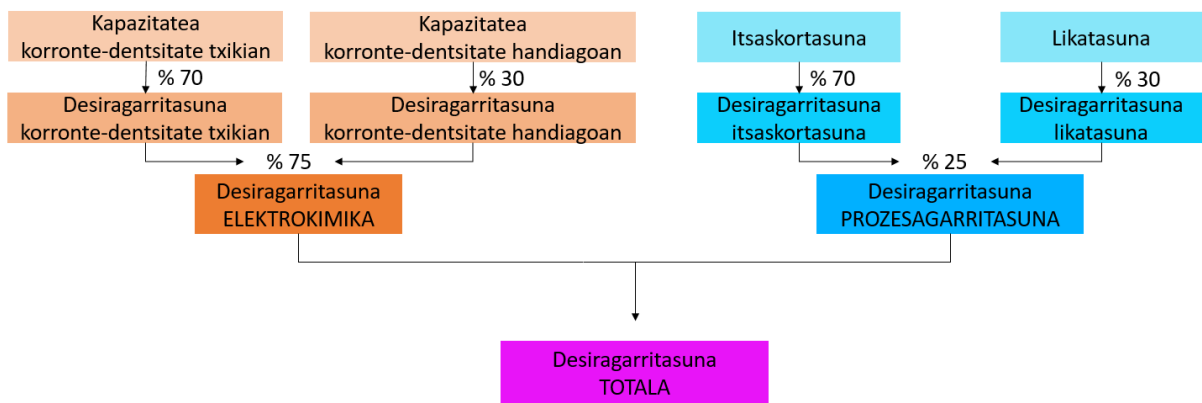 Kapazitatea
korronte-dentsitate txikian
Kapazitatea
korronte-dentsitate handiagoan
Itsaskortasuna
Likatasuna
% 70
% 30
% 70
% 30
Desiragarritasuna
korronte-dentsitate txikian
Desiragarritasuna
korronte-dentsitate handiagoan
Desiragarritasuna
itsaskortasuna
Desiragarritasuna
likatasuna
% 75
% 25
Desiragarritasuna
ELEKTROKIMIKA
Desiragarritasuna
PROZESAGARRITASUNA
Desiragarritasuna
TOTALA